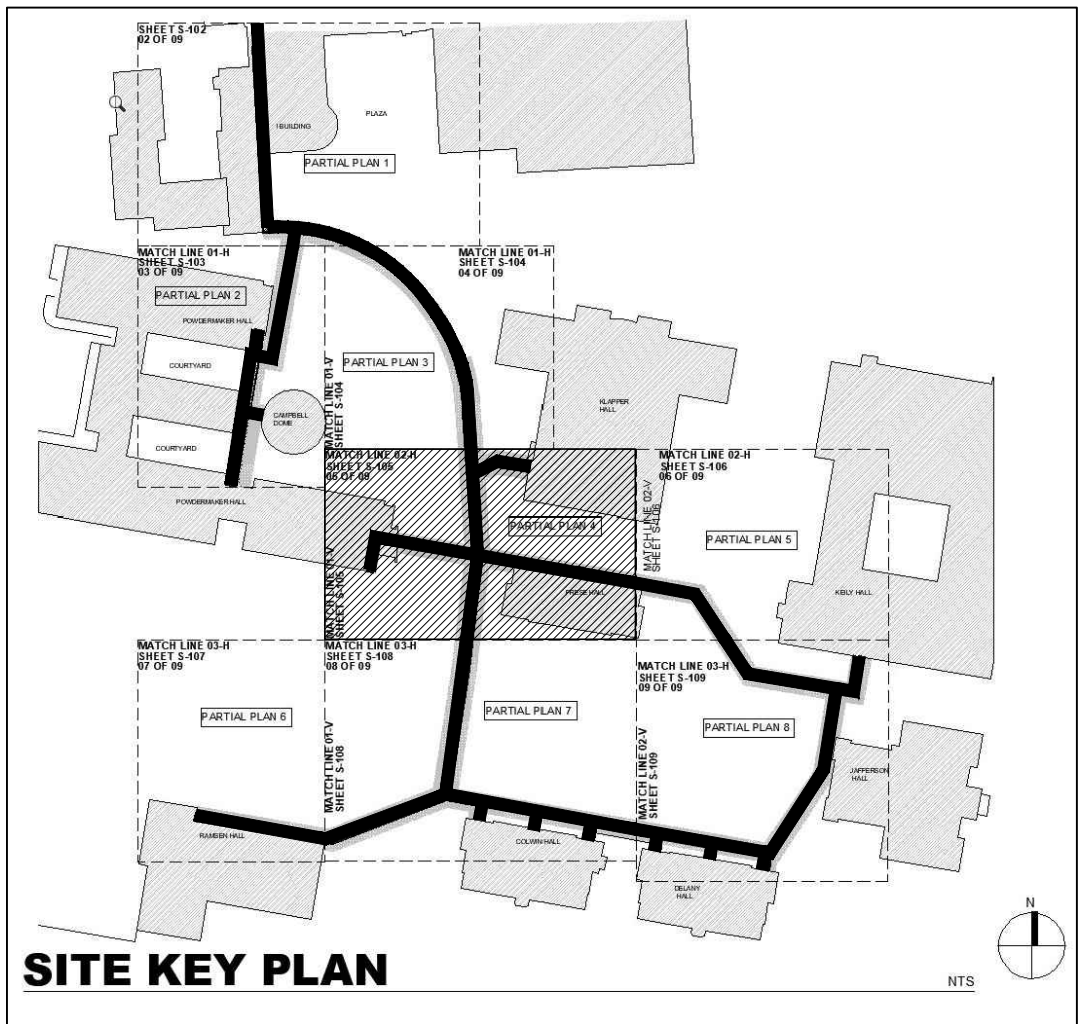 SHEET S-102
02 OF 09
I BUILDING
PLAZA
PARTIAL PLAN 1
MATCH LINE 01-H
SHEET S-103
03 OF 09
MATCH LINE 01-H
SHEET S-104
04 OF 09
PARTIAL PLAN 2
POWDERMAKER HALL
COURTYARD
PARTIAL PLAN 3
MATCH LINE 01-V
SHEET S-104
KLAPPER
HALL
CAMPBELL
DOME
COURTYARD
POWDERMAKER HALL
MATCH LINE 02-H
SHEET S-105
05 OF 09
MATCH LINE 02-H
SHEET S-106
06 OF 09
MATCH LINE 02-V
SHEET S-106
PARTIAL PLAN 4
PARTIAL PLAN 5
MATCH LINE 01-V
SHEET S-105
FRESE HALL
KEILY HALL
MATCH LINE 03-H
SHEET S-107
07 OF 09
MATCH LINE 03-H
SHEET S-108
08 OF 09
MATCH LINE 03-H
SHEET S-109
09 OF 09
PARTIAL PLAN 6
PARTIAL PLAN 7
PARTIAL PLAN 8
MATCH LINE 01-V
SHEET S-108
MATCH LINE 02-V
SHEET S-109
JAFFERSON
HALL
RAMSEN HALL
COLWIN HALL
DELANY
HALL
N
SITE KEY PLAN
NTS